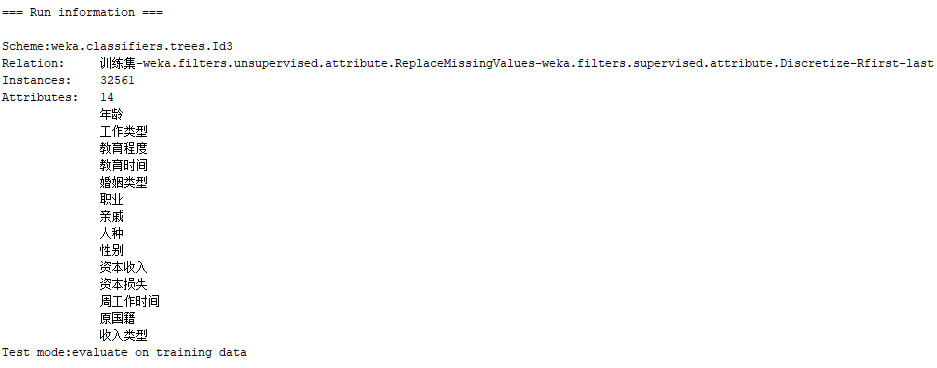 === Run information ===
Scheme:weka.classifiers.trees.Id3
Relation:     训练集-weka.filters.unsupervised.attribute.ReplaceMissingValues-weka.filters.supervised.attribute.Discretize-Rfirst-last
Instances:    32561
Attributes:   14
年龄
工作类型
教育程度
教育时间
婚姻类型
职业
亲戚
人种
性别
资本收入
资本损失
周工作时间
原国籍
收入类型
Test mode:evaluate on training data